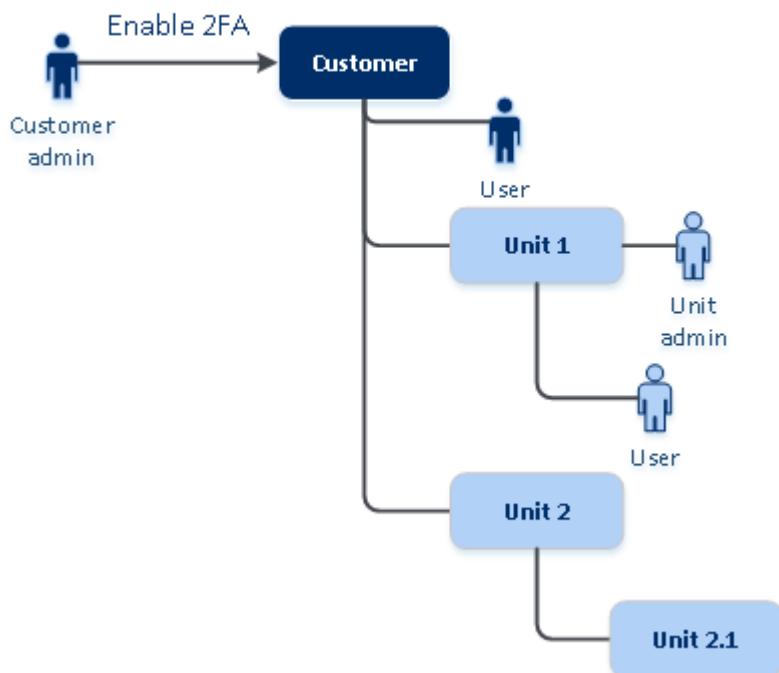 Enable 2FA
Customer
Customer
admin
User
Unit 1
Unit
admin
User
Unit 2
Unit 2.1